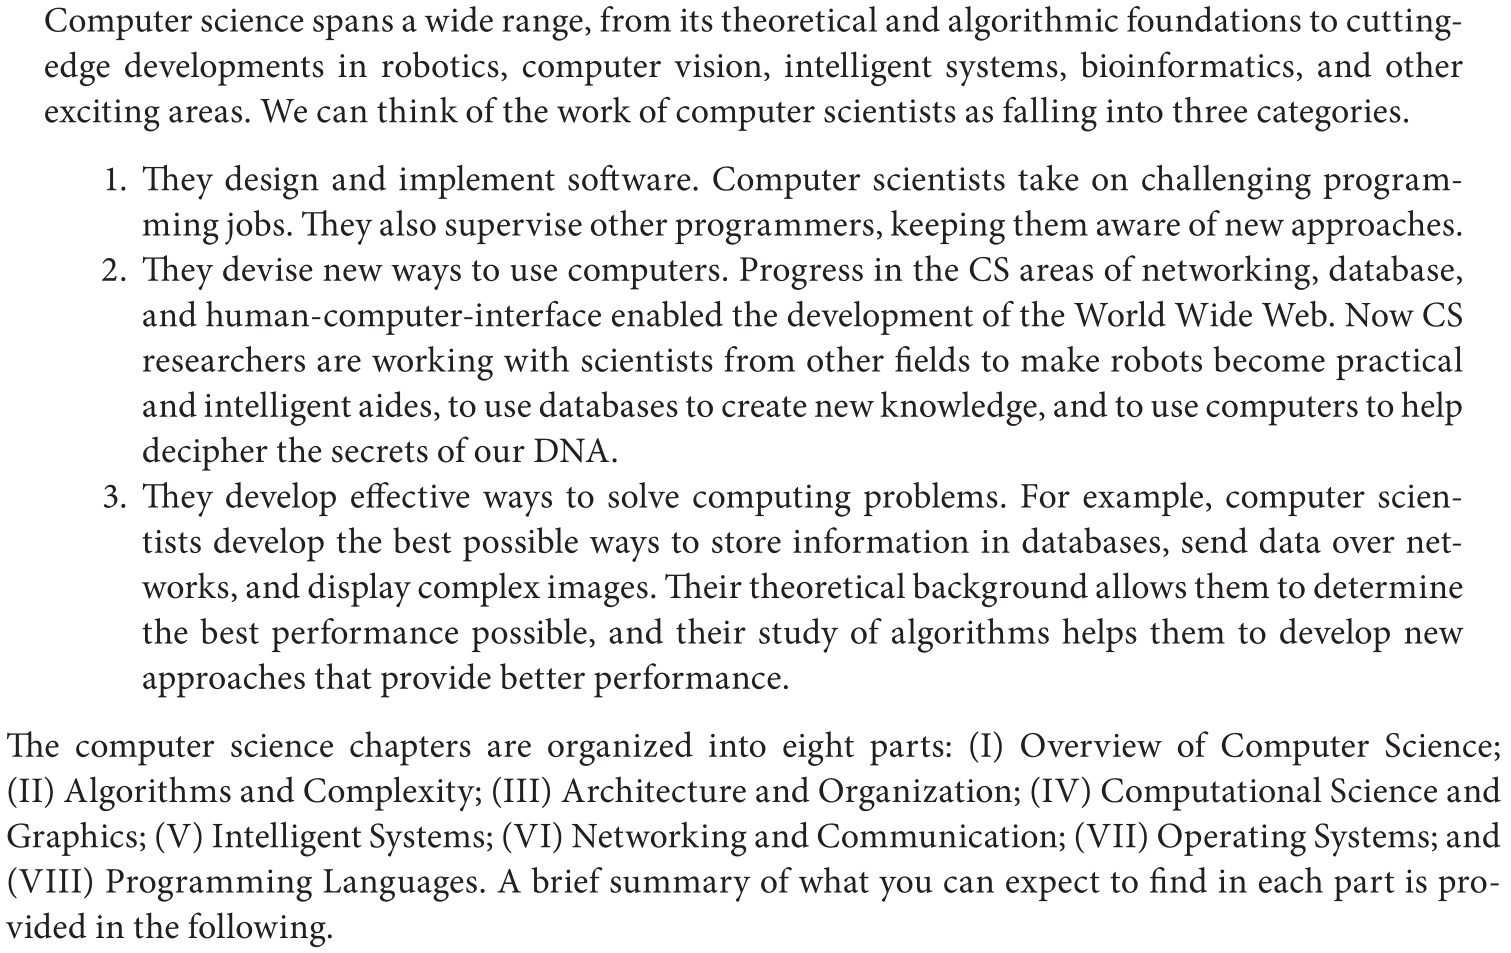 Computer science spans a wide range, from its theoretical and algorithmic foundations to cutting-
edge developments in robotics, computer vision, intelligent systems, bioinformatics, and other
exciting areas. We can think of the work of computer scientists as falling into three categories.
1. They design and implement software. Computer scientists take on challenging program-
ming jobs. They also supervise other programmers, keeping them aware of new approaches.
2. They devise new ways to use computers. Progress in the CS areas of networking, database,
and human-computer-interface enabled the development of the World Wide Web. Now CS
researchers are working with scientists from other fields to make robots become practical
and intelligent aides, to use databases to create new knowledge, and to use computers to help
decipher the secrets of our DNA.
3. They develop effective ways to solve computing problems. For example, computer scien-
tists develop the best possible ways to store information in databases, send data over net-
works, and display complex images. Their theoretical background allows them to determine
the best performance possible, and their study of algorithms helps them to develop new
approaches that provide better performance.
The computer science chapters are organized into eight parts: (I) Overview of Computer Science;
(II) Algorithms and Complexity; (III) Architecture and Organization; (IV) Computational Science and
Graphics; (V) Intelligent Systems; (VI) Networking and Communication; (VII) Operating Systems; and
(VIII) Programming Languages. A brief summary of what you can expect to find in each part is pro-
vided in the following.